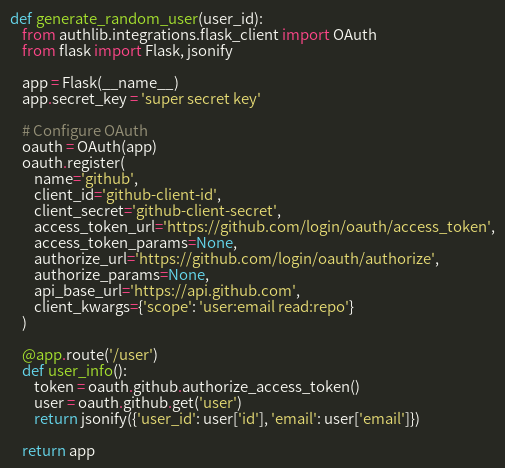 def generate_random_user(user_id):
    from authlib.integrations.flask_client import OAuth
    from flask import Flask, jsonify

    app = Flask(__name__)
    app.secret_key = 'super secret key'

    # Configure OAuth
    oauth = OAuth(app)
    oauth.register(
        name='github',
        client_id='github-client-id',
        client_secret='github-client-secret',
        access_token_url='https://github.com/login/oauth/access_token',
        access_token_params=None,
        authorize_url='https://github.com/login/oauth/authorize',
        authorize_params=None,
        api_base_url='https://api.github.com',
        client_kwargs={'scope': 'user:email read:repo'}
    )

    @app.route('/user')
    def user_info():
        token = oauth.github.authorize_access_token()
        user = oauth.github.get('user')
        return jsonify({'user_id': user['id'], 'email': user['email']})

    return app